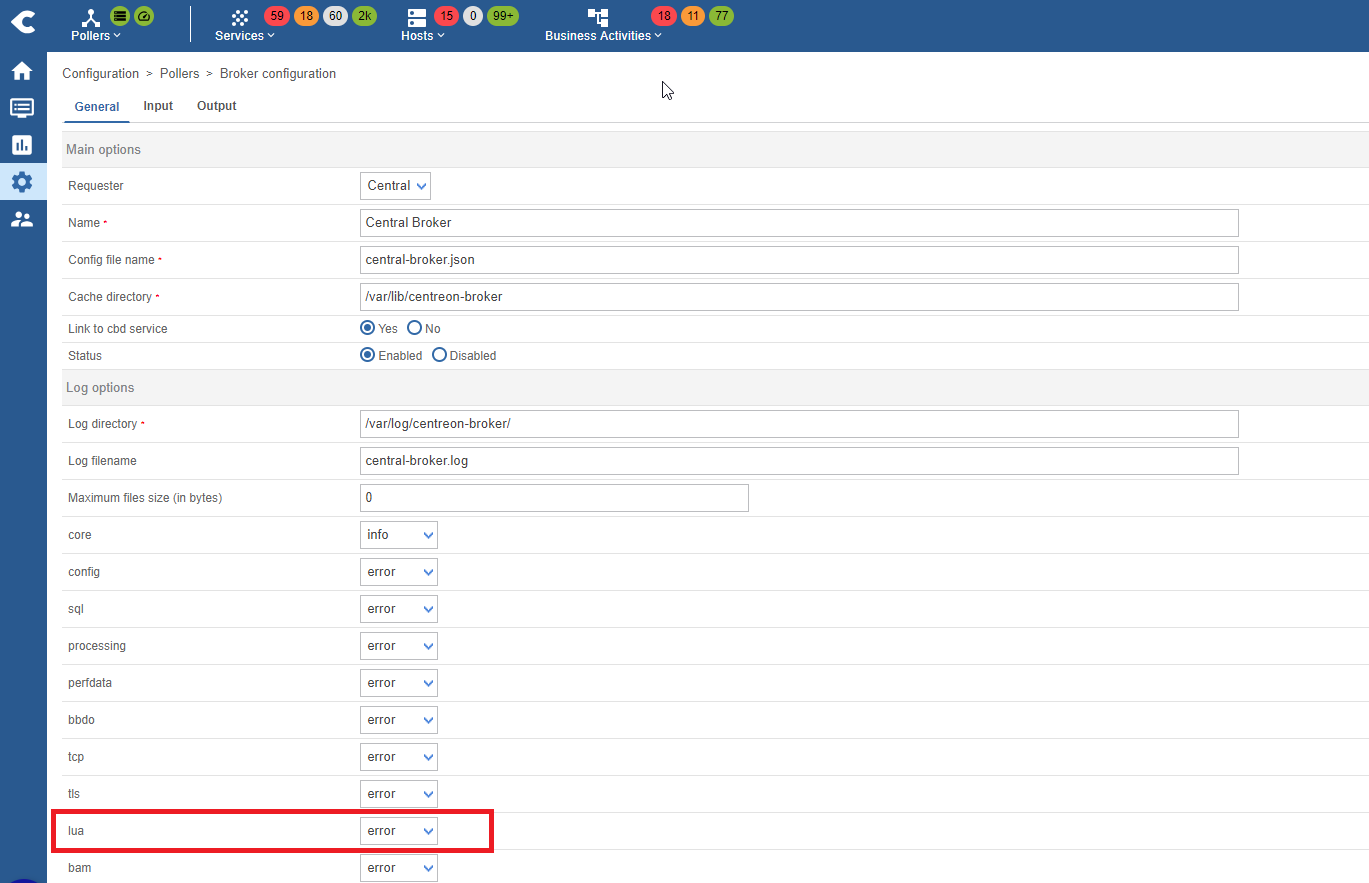 59 18 60 2k 15 0 99+ 18 11 77
Pollers Services Hosts Business Activities
Configuration > Pollers > Broker configuration
General Input Output
Main options
Requester Central
Name * Central Broker
Config file name * central-broker.json
Cache directory * /var/lib/centreon-broker
Link to cbd service Yes No
Status Enabled Disabled
Log options
Log directory * /var/log/centreon-broker/
Log filename central-broker.log
Maximum files size (in bytes) 0
core info
config error
sql error
processing error
perfdata error
bbdo error
tcp error
tls error
lua error
bam error